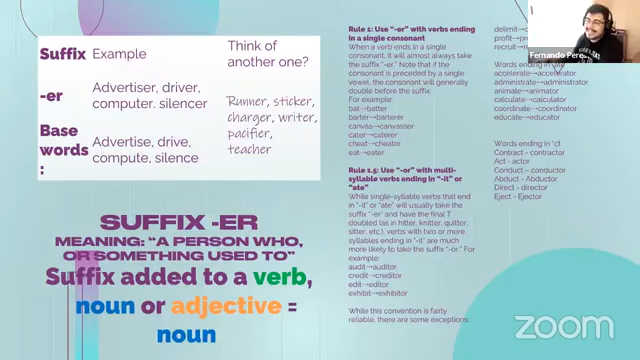 Suffix Example Think of
another one?
-er Advertiser, driver,
computer. silencer
Base
words
:
Advertise, drive,
compute, silence
Runner, sticker,
charger, writer,
pacifier,
teacher
SUFFIX -ER
MEANING: “A PERSON WHO,
OR SOMETHING USED TO”
Suffix added to a verb,
noun or adjective =
noun
Rule 1: Use “-er” with verbs ending
in a single consonant
When a verb ends in a single
consonant, it will almost always take
the suffix “-er.” Note that if the
consonant is preceded by a single
vowel, the consonant will generally
double before the suffix.
For example:
bat→batter
barter→barterer
canvas→canvasser
cater→caterer
cheat→cheater
eat→eater
Rule 1.5: Use “-or” with multi-
syllable verbs ending in “-it” or
“ate”
While single-syllable verbs that end
in “-it” or “ate” will usually take the
suffix “-er” and have the final T
doubled (as in hitter, knitter, quitter,
sitter, etc.), verbs with two or more
syllables ending in “-it” are much
more likely to take the suffix “-or.” For
example:
audit→auditor
credit→creditor
edit→editor
exhibit→exhibitor
While this convention is fairly
reliable, there are some exceptions:
delimit→
profit→
recruit→
Words ending in
accelerate→accelerator
administrate→administrator
animate→animator
calculate→calculator
coordinate→coordinator
educate→educator
Words ending in “ct
Contract - contractor
Act - actor
Conduct – conductor
Abduct - Abductor
Direct - director
Eject - Ejector
Fernando Pere
zoom